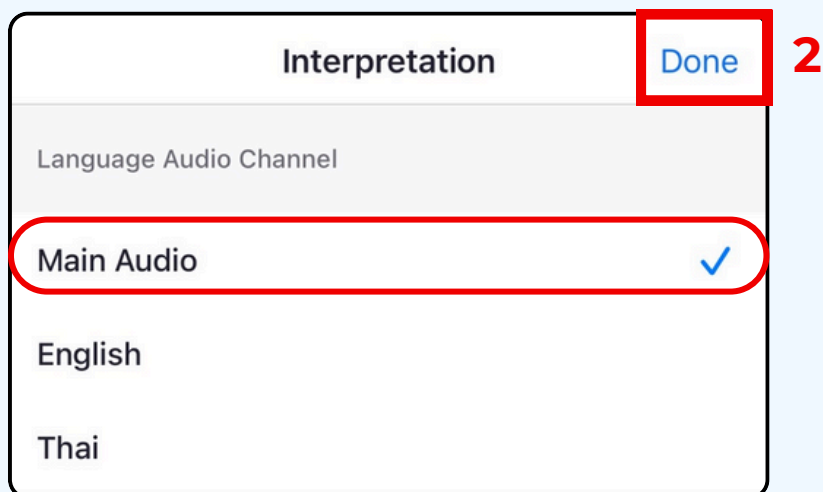 Interpretation Done 2
Language Audio Channel
Main Audio
English
Thai